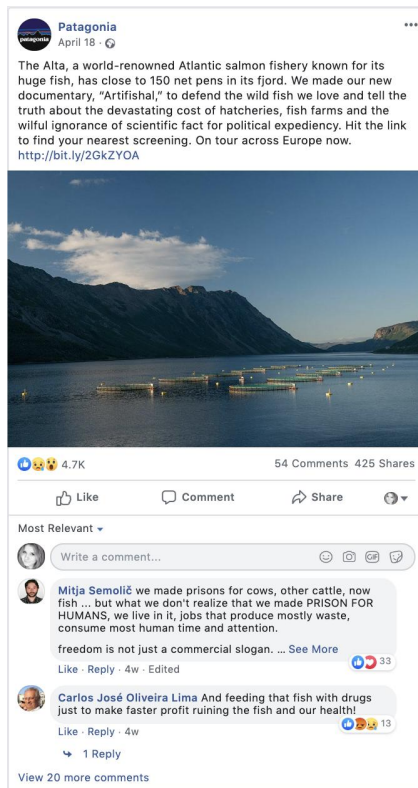 Patagonia
April 18 ·
patagonia
The Alta, a world-renowned Atlantic salmon fishery known for its
huge fish, has close to 150 net pens in its fjord. We made our new
documentary, “Artifishal,” to defend the wild fish we love and tell the
truth about the devastating cost of hatcheries, fish farms and the
wilful ignorance of scientific fact for political expediency. Hit the link
to find your nearest screening. On tour across Europe now.
http://bit.ly/2GkZYOA
4.7K
54 Comments 425 Shares
Like
Comment
Share
Most Relevant
Write a comment...
GIF
Mitja Semolič we made prisons for cows, other cattle, now
fish ... but what we don't realize that we made PRISON FOR
HUMANS, we live in it, jobs that produce mostly waste,
consume most human time and attention.
freedom is not just a commercial slogan. ... See More
33
Like · Reply · 4w · Edited
Carlos José Oliveira Lima And feeding that fish with drugs
just to make faster profit ruining the fish and our health!
13
Like · Reply · 4w
1 Reply
View 20 more comments